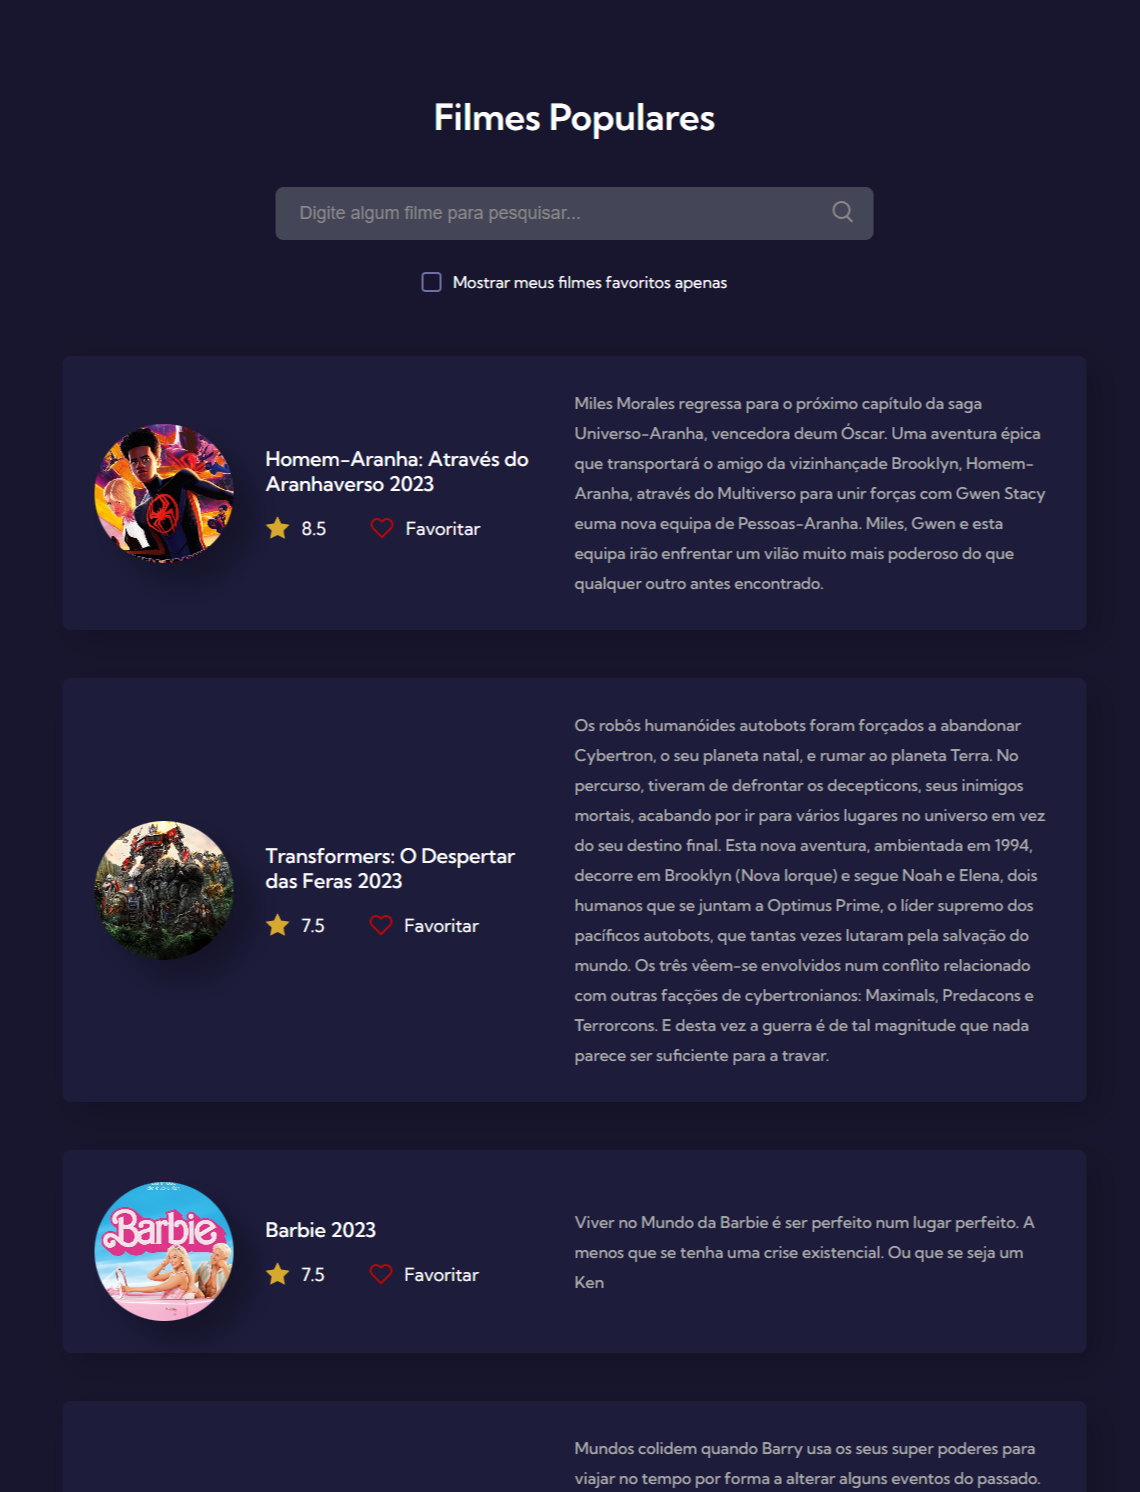 Filmes Populares
Digite algum filme para pesquisar...
Mostrar meus filmes favoritos apenas
Homem-Aranha: Através do
Aranhaverso 2023
8.5
Favoritar
Miles Morales regressa para o próximo capítulo da saga
Universo-Aranha, vencedora deum Óscar. Uma aventura épica
que transportará o amigo da vizinhançade Brooklyn, Homem-
Aranha, através do Multiverso para unir forças com Gwen Stacy
euma nova equipa de Pessoas-Aranha. Miles, Gwen e esta
equipa irão enfrentar um vilão muito mais poderoso do que
qualquer outro antes encontrado.
Transformers: O Despertar
das Feras 2023
7.5
Favoritar
Os robôs humanóides autobots foram forçados a abandonar
Cybertron, o seu planeta natal, e rumar ao planeta Terra. No
percurso, tiveram de defrontar os decepticons, seus inimigos
mortais, acabando por ir para vários lugares no universo em vez
do seu destino final. Esta nova aventura, ambientada em 1994,
decorre em Brooklyn (Nova Iorque) e segue Noah e Elena, dois
humanos que se juntam a Optimus Prime, o líder supremo dos
pacíficos autobots, que tantas vezes lutaram pela salvação do
mundo. Os três vêem-se envolvidos num conflito relacionado
com outras facções de cybertronianos: Maximals, Predacons e
Terrorcons. E desta vez a guerra é de tal magnitude que nada
parece ser suficiente para a travar.
Barbie
Barbie 2023
7.5
Favoritar
Viver no Mundo da Barbie é ser perfeito num lugar perfeito. A
menos que se tenha uma crise existencial. Ou que se seja um
Ken
Mundos colidem quando Barry usa os seus super poderes para
viajar no tempo por forma a alterar alguns eventos do passado.